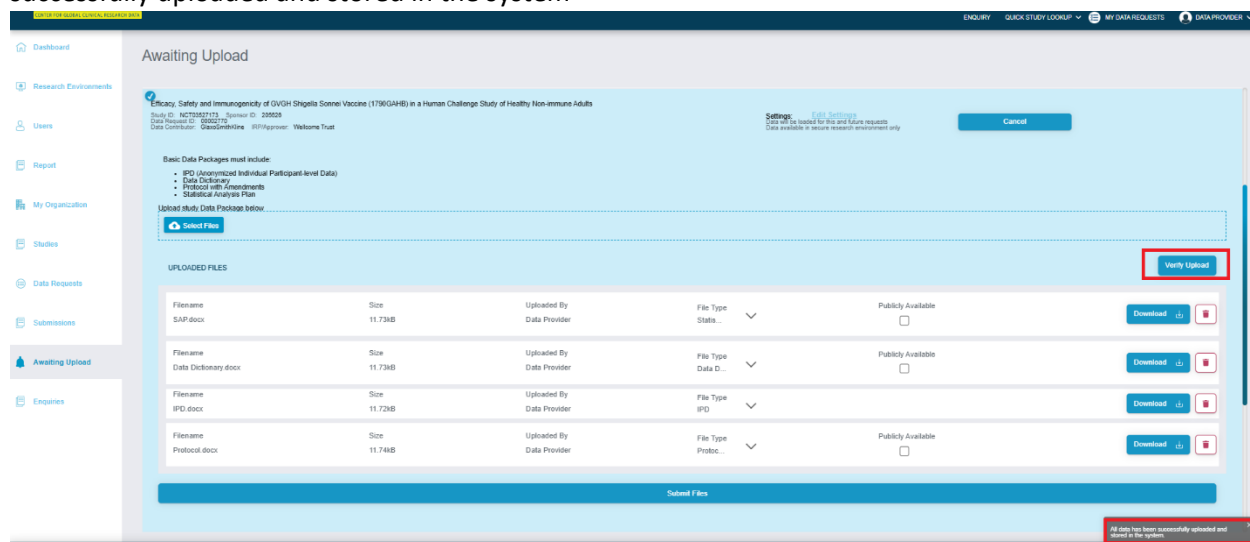 successfully uploaded and stored in the system
CENTER FOR GLOBAL CLINICAL RESEARCH DATA
ENQUIRY QUICK STUDY LOOKUP MY DATA REQUESTS DATA PROVIDER
Dashboard
Awaiting Upload
Research Environments
Users
Report
My Organization
Studies
Data Requests
Submissions
Awaiting Upload
Enquiries
Efficacy, Safety and Immunogenicity of GVGH Shigella Sonnei Vaccine (1790GAHB) in a Human Challenge Study of Healthy Non-immune Adults
Study ID: NCT03527173 Sponsor ID: 205626
Data Request ID: 00002770
Data Contributor: GlaxoSmithKline IRP/Approver: Wellcome Trust
Settings: Edit Settings
Data will be loaded for this and future requests
Data available in secure research environment only
Cancel
Basic Data Packages must include:
• IPD (Anonymized Individual Participant-level Data)
• Data Dictionary
• Protocol with Amendments
• Statistical Analysis Plan
Upload study Data Package below
Select Files
UPLOADED FILES
Verify Upload
Filename Size Uploaded By File Type Publicly Available
SAP.docx 11.73kB Data Provider Statis... Download
Filename Size Uploaded By File Type Publicly Available
Data Dictionary.docx 11.73kB Data Provider Data D... Download
Filename Size Uploaded By File Type
IPD.docx 11.72kB Data Provider IPD Download
Filename Size Uploaded By File Type Publicly Available
Protocol.docx 11.74kB Data Provider Protoc... Download
Submit Files
All data has been successfully uploaded and
stored in the system.